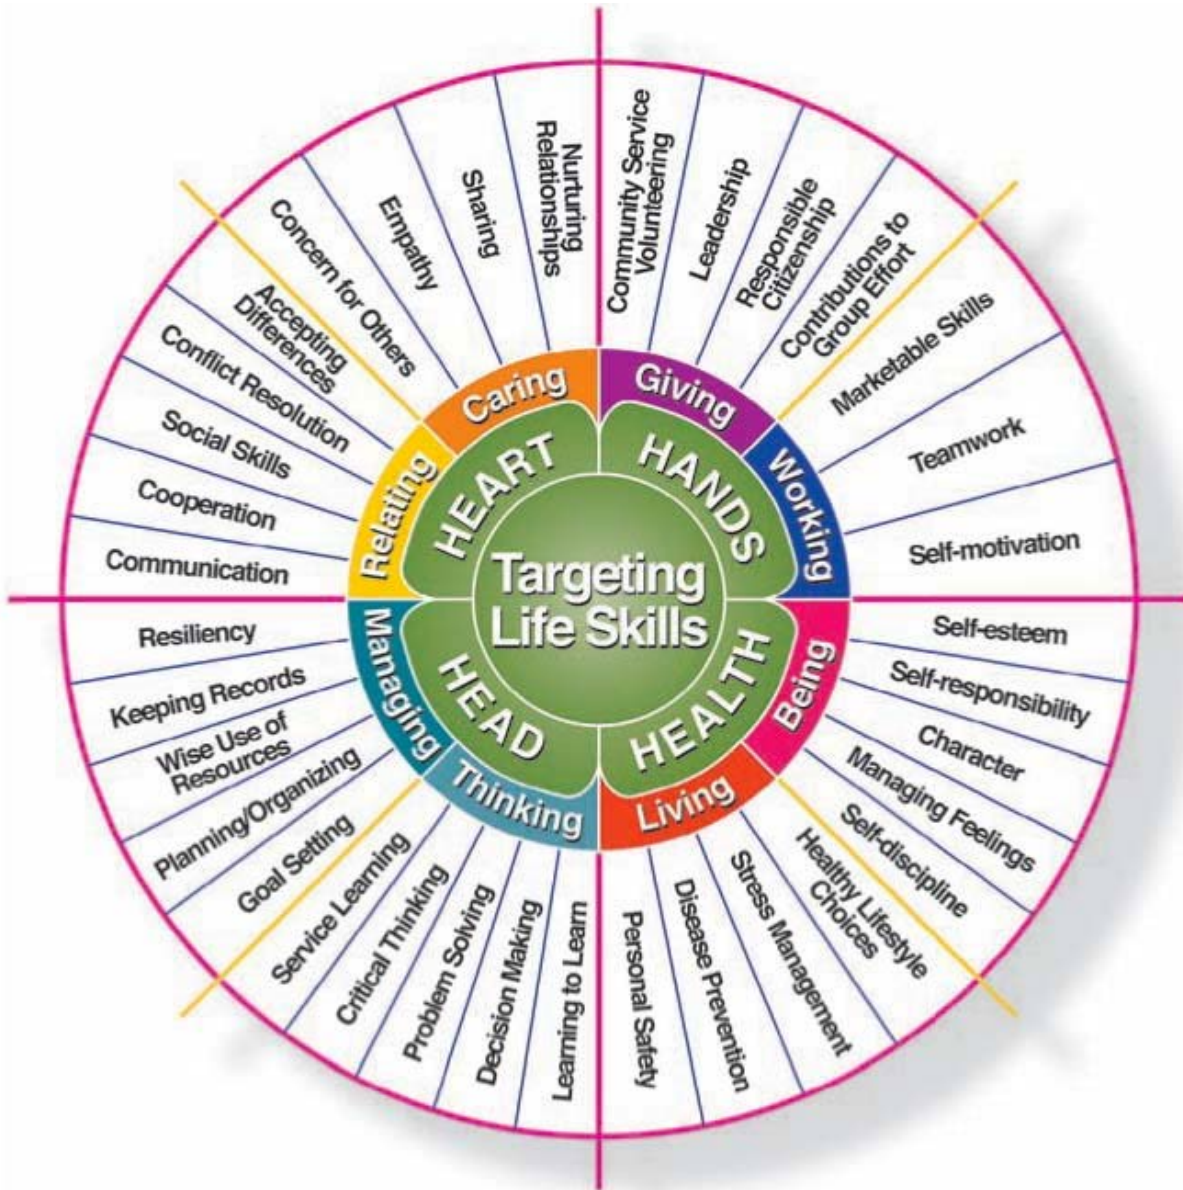 Targeting
Life Skills
HEART
HANDS
HEALTH
HEAD
Caring
Giving
Working
Being
Living
Thinking
Managing
Relating
Community Service
Volunteering
Leadership
Responsible
Citizenship
Contributions to
Group Effort
Marketable Skills
Teamwork
Self-motivation
Self-esteem
Self-responsibility
Character
Managing Feelings
Self-discipline
Healthy Lifestyle
Choices
Stress Management
Disease Prevention
Personal Safety
Learning to Learn
Decision Making
Problem Solving
Critical Thinking
Service Learning
Goal Setting
Planning/Organizing
Wise Use of
Resources
Keeping Records
Resiliency
Communication
Cooperation
Social Skills
Conflict Resolution
Accepting
Differences
Concern for Others
Empathy
Sharing
Nurturing
Relationships